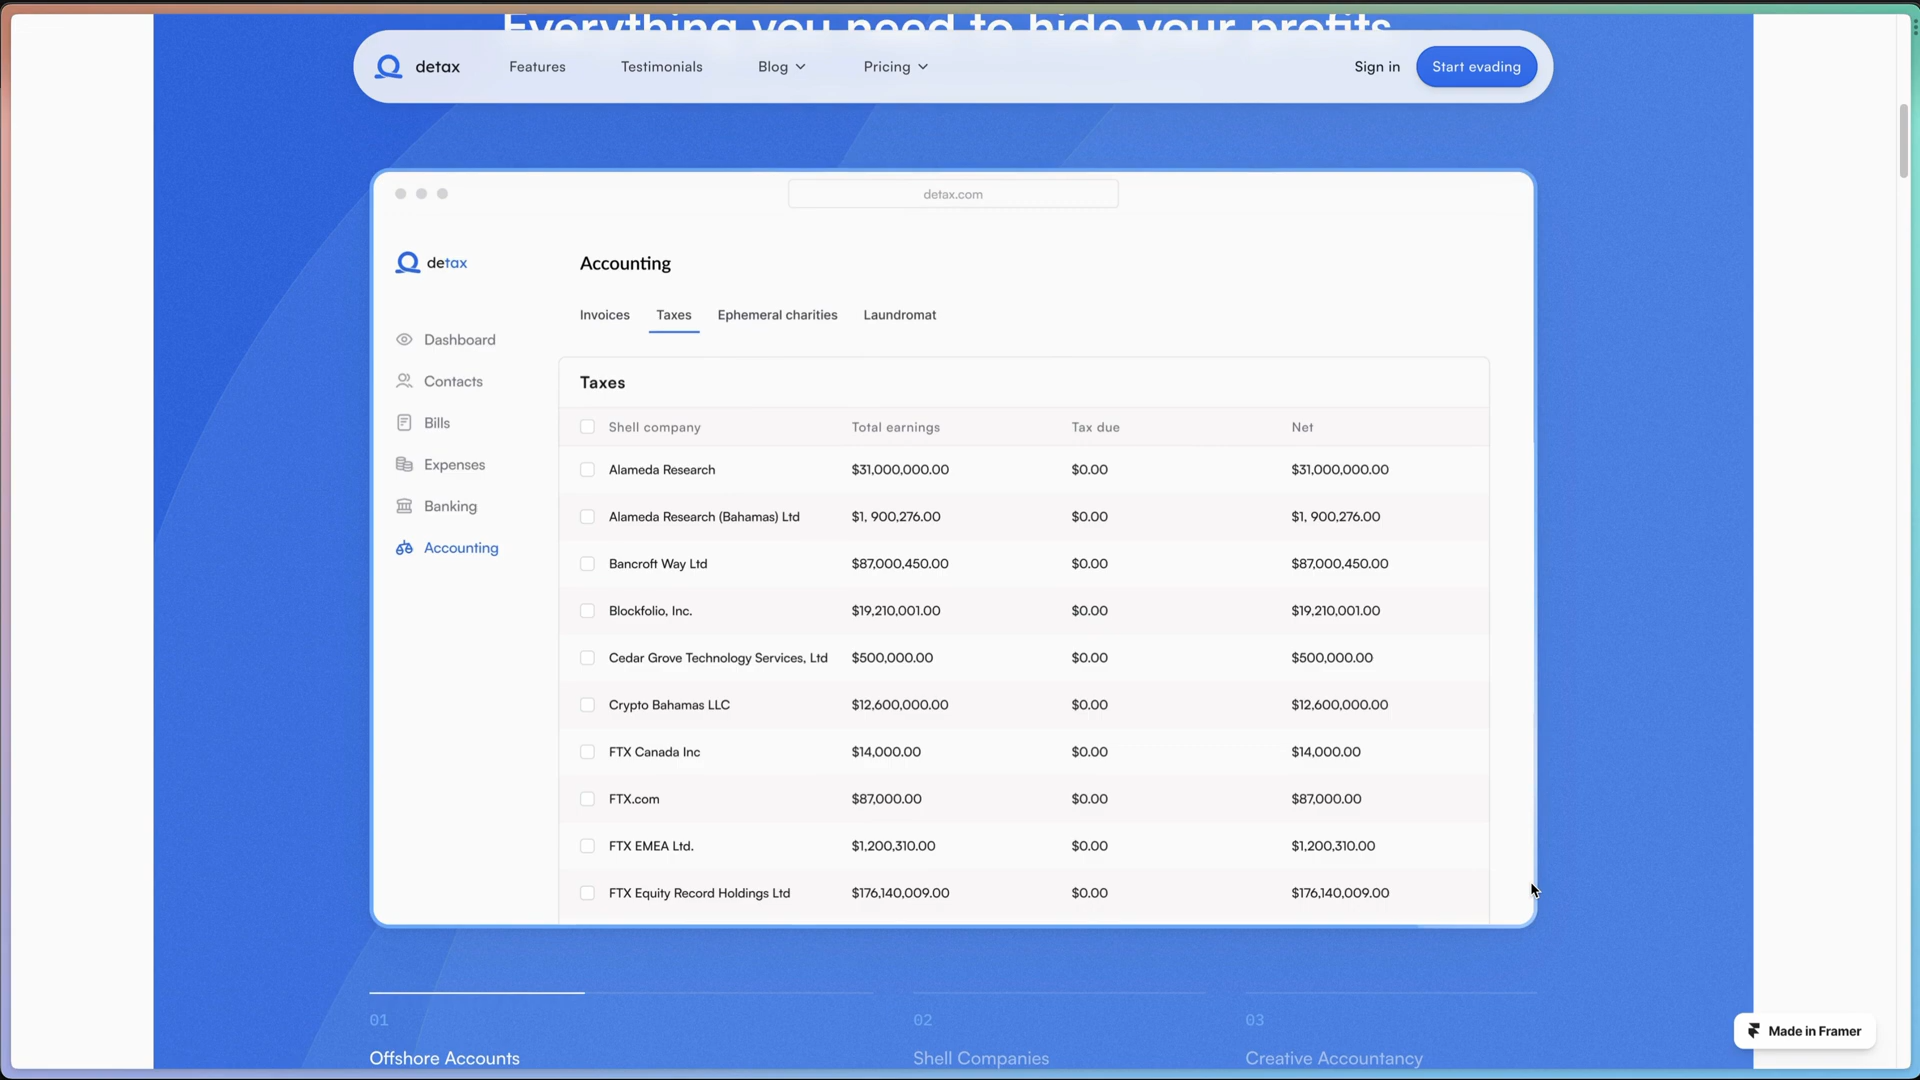 Everything you need to hide your profits
detax Features Testimonials Blog Pricing Sign in Start evading
detax.com
detax
Accounting
Invoices Taxes Ephemeral charities Laundromat
Dashboard
Contacts
Bills
Expenses
Banking
Accounting
Taxes
Shell company Total earnings Tax due Net
Alameda Research $31,000,000.00 $0.00 $31,000,000.00
Alameda Research (Bahamas) Ltd $1, 900,276.00 $0.00 $1, 900,276.00
Bancroft Way Ltd $87,000,450.00 $0.00 $87,000,450.00
Blockfolio, Inc. $19,210,001.00 $0.00 $19,210,001.00
Cedar Grove Technology Services, Ltd $500,000.00 $0.00 $500,000.00
Crypto Bahamas LLC $12,600,000.00 $0.00 $12,600,000.00
FTX Canada Inc $14,000.00 $0.00 $14,000.00
FTX.com $87,000.00 $0.00 $87,000.00
FTX EMEA Ltd. $1,200,310.00 $0.00 $1,200,310.00
FTX Equity Record Holdings Ltd $176,140,009.00 $0.00 $176,140,009.00
01 02 03
Offshore Accounts Shell Companies Creative Accountancy
Made in Framer